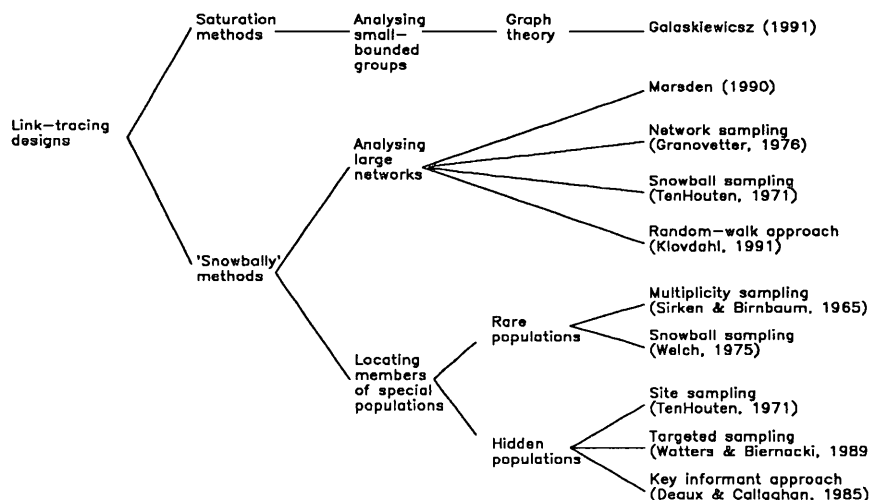 Saturation
methods
Analysing
small-
bounded
groups
Graph
theory
Galaskiewicsz (1991)
Link-tracing
designs
'Snowbally'
methods
Analysing
large
networks
Marsden (1990)
Network sampling
(Granovetter, 1976)
Snowball sampling
(TenHouten, 1971)
Random-walk approach
(Klovdahl, 1991)
Locating
members
of special
populations
Rare
populations
Multiplicity sampling
(Sirken & Birnbaum, 1965)
Snowball sampling
(Welch, 1975)
Hidden
populations
Site sampling
(TenHouten, 1971)
Targeted sampling
(Watters & Biernacki, 1989
Key informant approach
(Deaux & Callaghan, 1985)